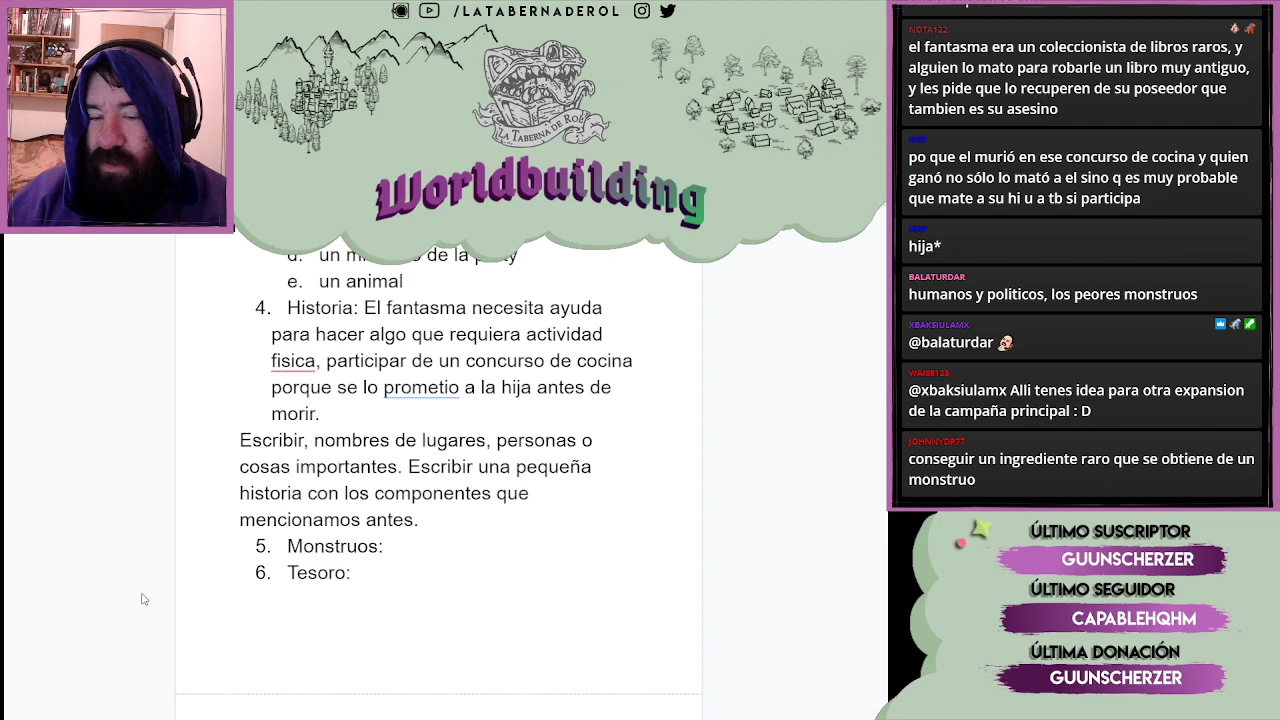 /LATABERNADEROL
LA TABERNA DE ROL
Worldbuilding
e. un animal
4. Historia: El fantasma necesita ayuda
para hacer algo que requiera actividad
fisica, participar de un concurso de cocina
porque se lo prometio a la hija antes de
morir.
Escribir, nombres de lugares, personas o
cosas importantes. Escribir una pequeña
historia con los componentes que
mencionamos antes.
5. Monstruos:
6. Tesoro:
NOTA122
el fantasma era un coleccionista de libros raros, y
alguien lo mato para robarle un libro muy antiguo,
y les pide que lo recuperen de su poseedor que
tambien es su asesino
po que el murió en ese concurso de cocina y quien
ganó no sólo lo mató a el sino q es muy probable
que mate a su hi u a tb si participa
hija*
BALATURDAR
humanos y politicos, los peores monstruos
XBAKSIULAMX
@balaturdar
WAISE123
@xbaksiulamx Alli tenes idea para otra expansion
de la campaña principal : D
JOHNNYDR77
conseguir un ingrediente raro que se obtiene de un
monstruo
ÚLTIMO SUSCRIPTOR
GUUNSCHERZER
ÚLTIMO SEGUIDOR
CAPABLEHQHM
ÚLTIMA DONACIÓN
GUUNSCHERZER